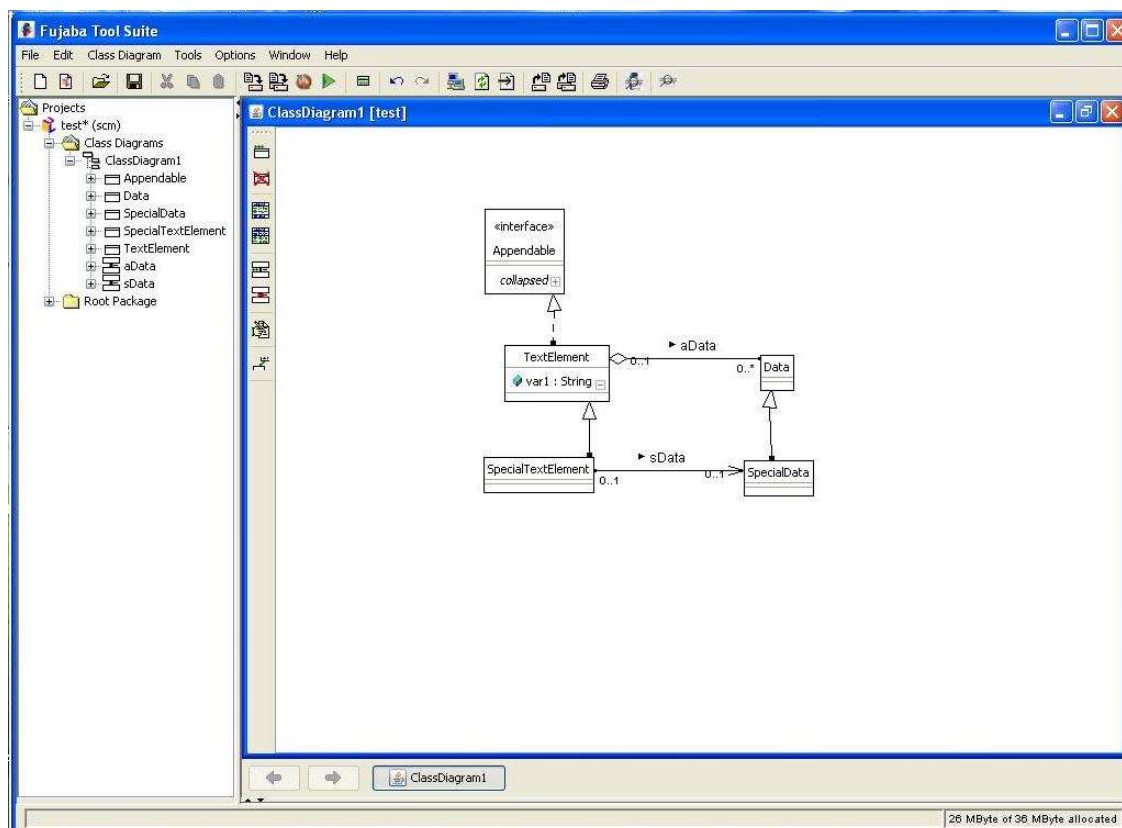 Fujaba Tool Suite
File Edit Class Diagram Tools Options Window Help
Projects
test* (scm)
Class Diagrams
ClassDiagram1
Appendable
Data
SpecialData
SpecialTextElement
TextElement
aData
sData
Root Package
ClassDiagram1 [test]
«interface»
Appendable
collapsed
TextElement
var1 : String
0..1
aData
0..*
Data
SpecialTextElement
0..1
sData
0..1
SpecialData
ClassDiagram1
26 MByte of 36 MByte allocated